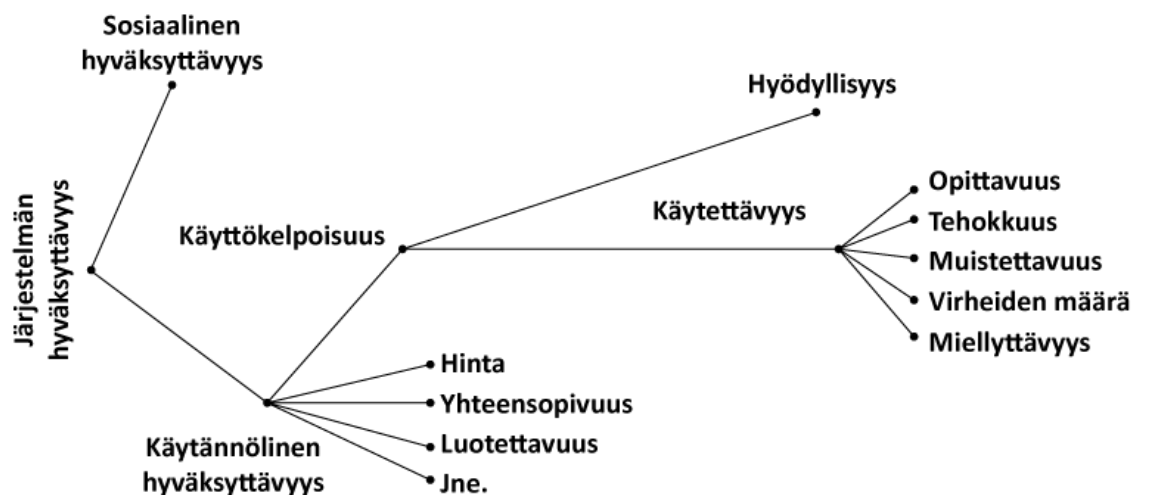 Sosiaalinen
hyväksyttävyys
Hyödyllisyys
Järjestelmän
hyväksyttävyys
Käyttökelpoisuus
Käytettävyys
Opittavuus
Tehokkuus
Muistettavuus
Virheiden määrä
Miellyttävyys
Hinta
Yhteensopivuus
Luotettavuus
Jne.
Käytännölinen
hyväksyttävyys